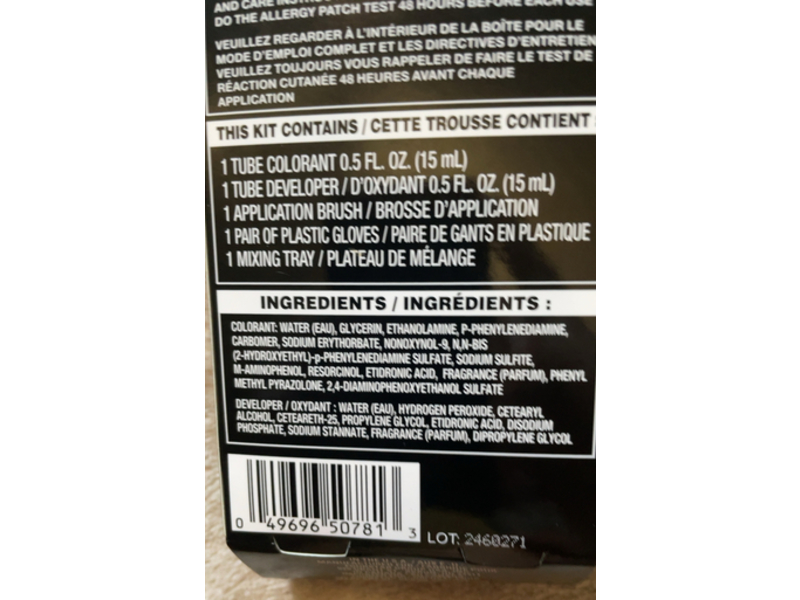 AND CARE
DO THE ALLERGY PATCH TEST 48 HOURS BEFORE EACH USE
VEUILLEZ REGARDER À L'INTÉRIEUR DE LA BOÎTE POUR LE
MODE D'EMPLOI COMPLET ET LES DIRECTIVES D'ENTRETIEN
VEUILLEZ TOUJOURS VOUS RAPPELER DE FAIRE LE TEST DE
RÉACTION CUTANÉE 48 HEURES AVANT CHAQUE
APPLICATION
THIS KIT CONTAINS / CETTE TROUSSE CONTIENT :
1 TUBE COLORANT 0.5 FL. OZ. (15 mL)
1 TUBE DEVELOPER / D'OXYDANT 0.5 FL. OZ. (15 mL)
1 APPLICATION BRUSH / BROSSE D'APPLICATION
1 PAIR OF PLASTIC GLOVES / PAIRE DE GANTS EN PLASTIQUE
1 MIXING TRAY / PLATEAU DE MÉLANGE
INGREDIENTS / INGRÉDIENTS :
COLORANT: WATER (EAU), GLYCERIN, ETHANOLAMINE, P-PHENYLENEDIAMINE,
CARBOMER, SODIUM ERYTHORBATE, NONOXYNOL-9, N,N-BIS
(2-HYDROXYETHYL)-p-PHENYLENEDIAMINE SULFATE, SODIUM SULFITE,
M-AMINOPHENOL, RESORCINOL, ETIDRONIC ACID, FRAGRANCE (PARFUM), PHENYL
METHYL PYRAZOLONE, 2,4-DIAMINOPHENOXYETHANOL SULFATE
DEVELOPER / OXYDANT : WATER (EAU), HYDROGEN PEROXIDE, CETEARYL
ALCOHOL, CETEARETH-25, PROPYLENE GLYCOL, ETIDRONIC ACID, DISODIUM
PHOSPHATE, SODIUM STANNATE, FRAGRANCE (PARFUM), DIPROPYLENE GLYCOL
0 49696 50781 3
LOT: 2460271